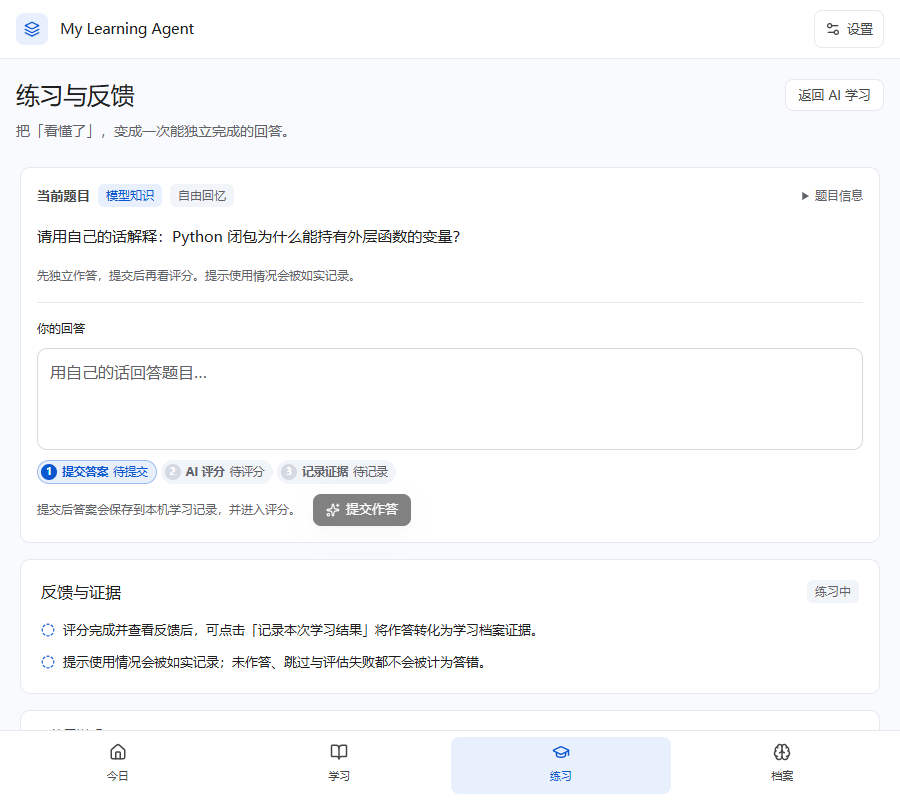 My Learning Agent
设置
练习与反馈
返回 AI 学习
把「看懂了」，变成一次能独立完成的回答。
当前题目 模型知识 自由回忆
题目信息
请用自己的话解释：Python 闭包为什么能持有外层函数的变量？
先独立作答，提交后再看评分。提示使用情况会被如实记录。
你的回答
用自己的话回答题目...
1 提交答案 待提交 2 AI 评分 待评分 3 记录证据 待记录
提交后答案会保存到本机学习记录，并进入评分。
提交作答
反馈与证据
练习中
评分完成并查看反馈后，可点击「记录本次学习结果」将作答转化为学习档案证据。
提示使用情况会被如实记录；未作答、跳过与评估失败都不会被计为答错。
今日
学习
练习
档案